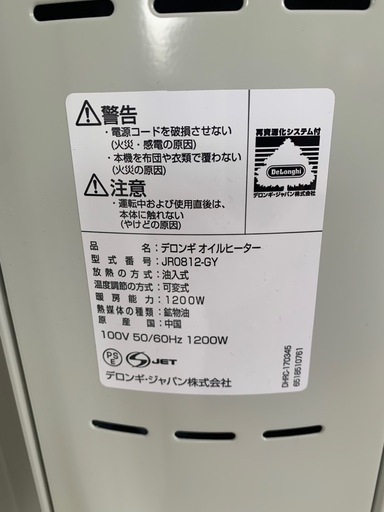 警告
・電源コードを破損させない
(火災・感電の原因)
・本機を布団や衣類で覆わない
(火災の原因)
注意
・運転中および使用直後は、
本体に触れない
(やけどの原因)
再資源化システム付
DeLonghi
デロンギ・ジャパン株式会社
品名：デロンギ オイルヒーター
型式番号：JR0812-GY
放熱の方式：油入式
温度調節の方式：可変式
暖房能力：1200W
熱媒体の種類：鉱物油
原産国：中国
100V 50/60Hz 1200W
PS
E
JET
デロンギ・ジャパン株式会社
DHRC-170345
6518510761